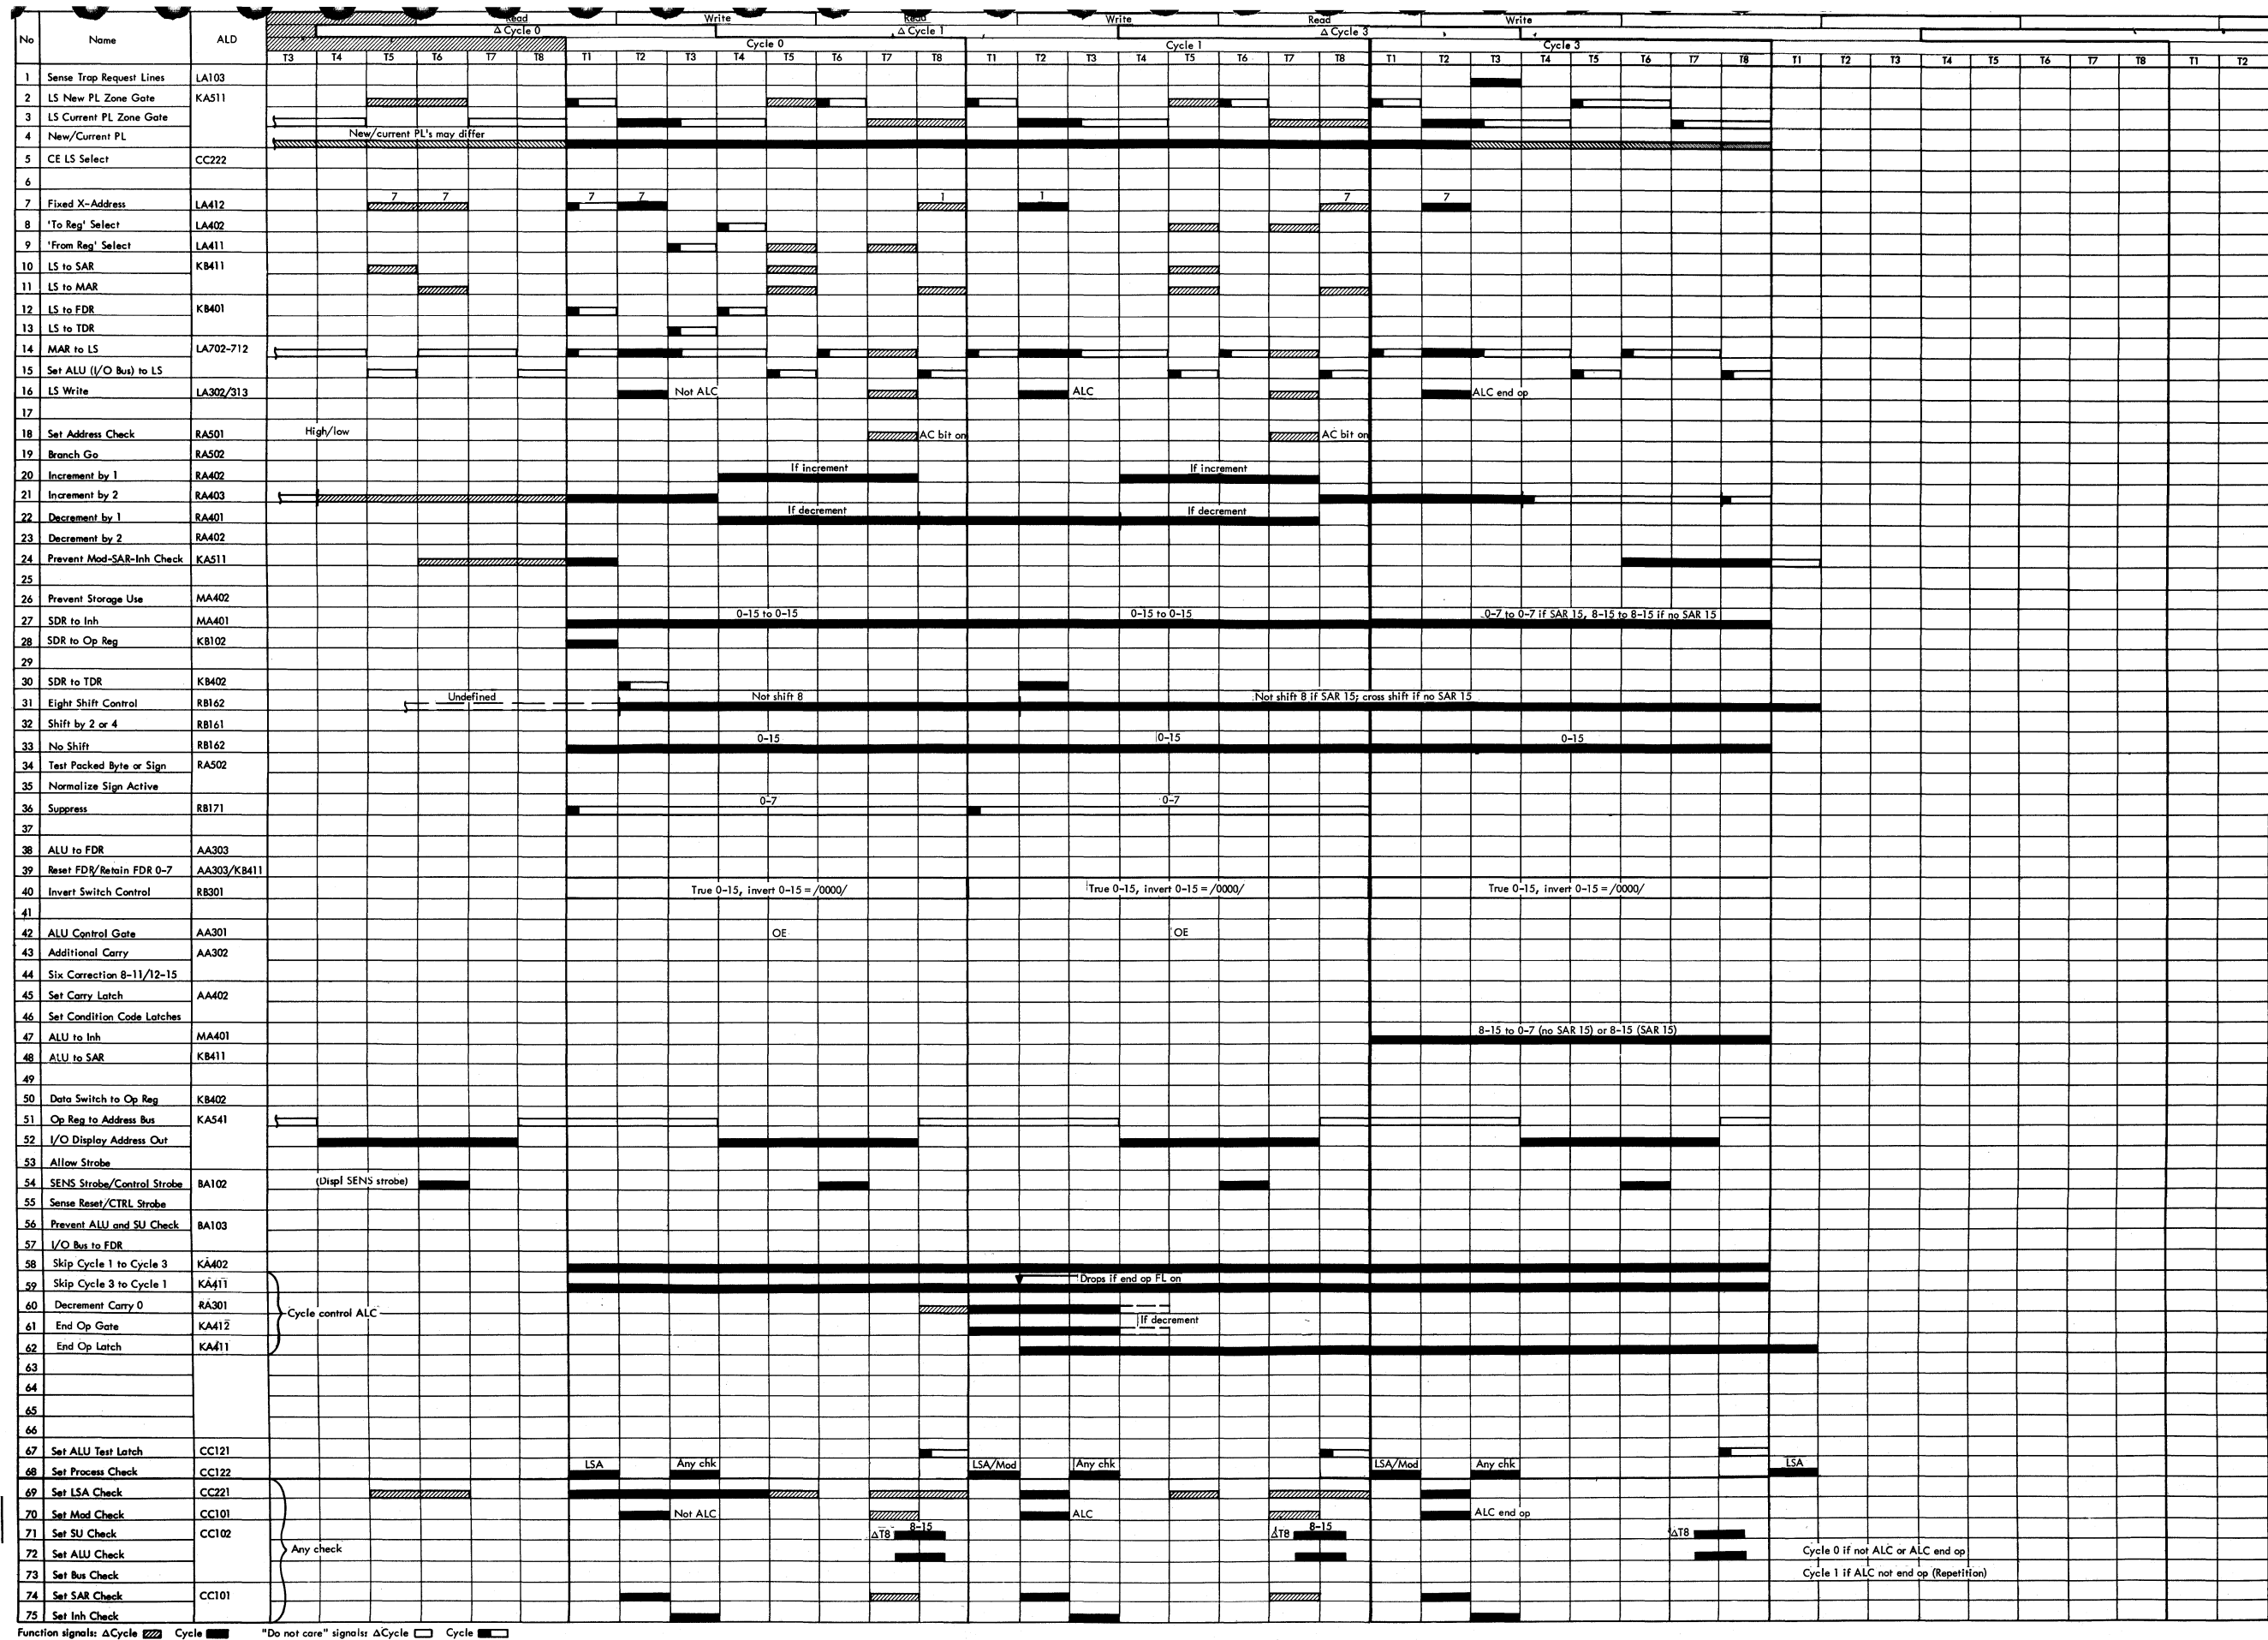 Read Write Read Write Read Write
Δ Cycle 0 Δ Cycle 1 Δ Cycle 3
No Name ALD Cycle 0 Cycle 1 Cycle 3
T3 T4 T5 T6 T7 T8 T1 T2 T3 T4 T5 T6 T7 T8 T1 T2 T3 T4 T5 T6 T7 T8 T1 T2 T3 T4 T5 T6 T7 T8 T1 T2 T3 T4 T5 T6 T7 T8 T1 T2
1 Sense Trap Request Lines LA103
2 LS New PL Zone Gate KA511
3 LS Current PL Zone Gate
4 New/Current PL New/current PL's may differ
5 CE LS Select CC222
6
7 Fixed X-Address LA412 7 7 7 7 1 1 7 7
8 'To Reg' Select LA402
9 'From Reg' Select LA411
10 LS to SAR KB411
11 LS to MAR
12 LS to FDR KB401
13 LS to TDR
14 MAR to LS LA702-712
15 Set ALU (I/O Bus) to LS
16 LS Write LA302/313 Not ALC ALC ALC end op
17
18 Set Address Check RA501 High/low AC bit on AC bit on
19 Branch Go RA502
20 Increment by 1 RA402 If increment If increment
21 Increment by 2 RA403
22 Decrement by 1 RA401 If decrement If decrement
23 Decrement by 2 RA402
24 Prevent Mod-SAR-Inh Check KA511
25
26 Prevent Storage Use MA402
27 SDR to Inh MA401 0-15 to 0-15 0-15 to 0-15 0-7 to 0-7 if SAR 15, 8-15 to 8-15 if no SAR 15
28 SDR to Op Reg KB102
29
30 SDR to TDR KB402
31 Eight Shift Control RB162 Undefined Not shift 8 Not shift 8 if SAR 15; cross shift if no SAR 15
32 Shift by 2 or 4 RB161
33 No Shift RB162 0-15 0-15 0-15
34 Test Packed Byte or Sign RA502
35 Normalize Sign Active
36 Suppress RB171 0-7 0-7
37
38 ALU to FDR AA303
39 Reset FDR/Retain FDR 0-7 AA303/KB411
40 Invert Switch Control RB301 True 0-15, invert 0-15 = /0000/ True 0-15, invert 0-15 = /0000/ True 0-15, invert 0-15 = /0000/
41
42 ALU Control Gate AA301 OE OE
43 Additional Carry AA302
44 Six Correction 8-11/12-15
45 Set Carry Latch AA402
46 Set Condition Code Latches
47 ALU to Inh MA401 8-15 to 0-7 (no SAR 15) or 8-15 (SAR 15)
48 ALU to SAR KB411
49
50 Data Switch to Op Reg KB402
51 Op Reg to Address Bus KA541
52 I/O Display Address Out
53 Allow Strobe
54 SENS Strobe/Control Strobe BA102 (Displ SENS strobe)
55 Sense Reset/CTRL Strobe
56 Prevent ALU and SU Check BA103
57 I/O Bus to FDR
58 Skip Cycle 1 to Cycle 3 KA402
59 Skip Cycle 3 to Cycle 1 KA411 Drops if end op FL on
60 Decrement Carry 0 RA301 Cycle control ALC
61 End Op Gate KA412 If decrement
62 End Op Latch KA411
63
64
65
66
67 Set ALU Test Latch CC121
68 Set Process Check CC122 LSA Any chk LSA/Mod Any chk LSA/Mod Any chk LSA
69 Set LSA Check CC221
70 Set Mod Check CC101 Not ALC ALC ALC end op
71 Set SU Check CC102 ΔT8 8-15 ΔT8 8-15 ΔT8
72 Set ALU Check Any check Cycle 0 if not ALC or ALC end op
73 Set Bus Check Cycle 1 if ALC not end op (Repetition)
74 Set SAR Check CC101
75 Set Inh Check
Function signals: ΔCycle Cycle "Do not care" signals: ΔCycle Cycle